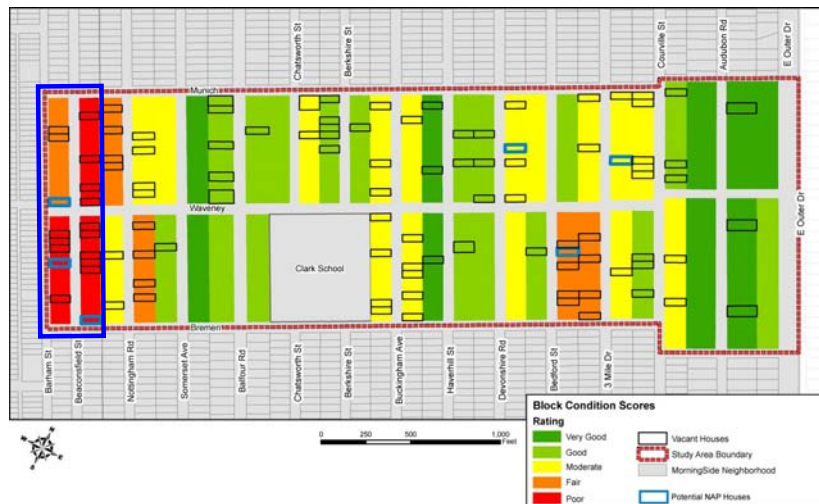 Chatsworth St
Berkshire St
Courville St
Audubon Rd
E Outer Dr
Munich
Waveney
Clark School
E Outer Dr
Bremen
Barham St
Beaconsfield St
Nottingham Rd
Somerset Ave
Balfour Rd
Chatsworth St
Berkshire St
Buckingham Ave
Haverhill St
Devonshire Rd
Bedford St
3 Mile Dr
0 500 1,000
Feet
Block Condition Scores
Rating
Very Good
Good
Moderate
Fair
Poor
Vacant Houses
Study Area Boundary
MorningSide Neighborhood
Potential NAP Houses